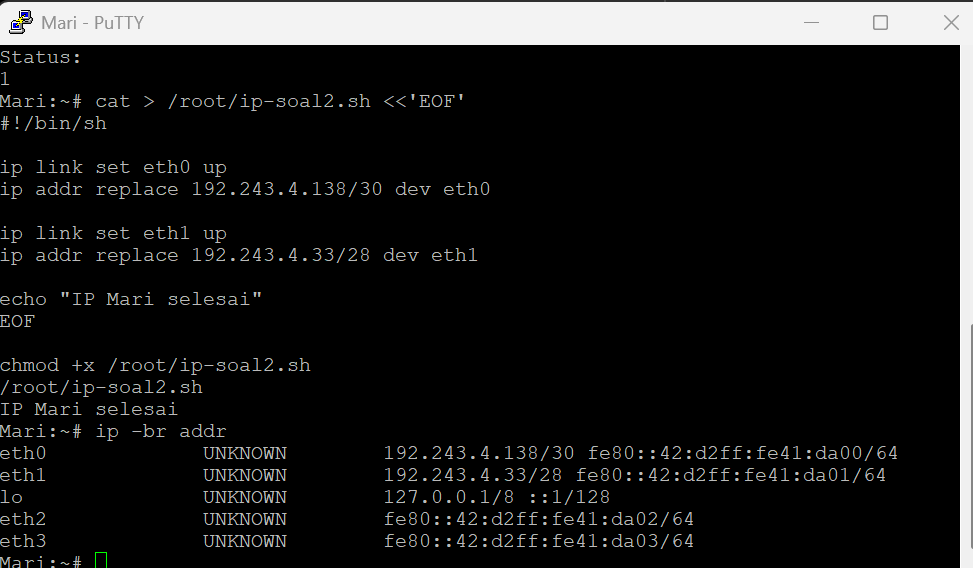 Mari - PuTTY
Status:
1
Mari:~# cat > /root/ip-soal2.sh <<'EOF'
#!/bin/sh
ip link set eth0 up
ip addr replace 192.243.4.138/30 dev eth0
ip link set eth1 up
ip addr replace 192.243.4.33/28 dev eth1
echo "IP Mari selesai"
EOF
chmod +x /root/ip-soal2.sh
/root/ip-soal2.sh
IP Mari selesai
Mari:~# ip -br addr
eth0             UNKNOWN        192.243.4.138/30 fe80::42:d2ff:fe41:da00/64
eth1             UNKNOWN        192.243.4.33/28 fe80::42:d2ff:fe41:da01/64
lo               UNKNOWN        127.0.0.1/8 ::1/128
eth2             UNKNOWN        fe80::42:d2ff:fe41:da02/64
eth3             UNKNOWN        fe80::42:d2ff:fe41:da03/64
Mari:~#